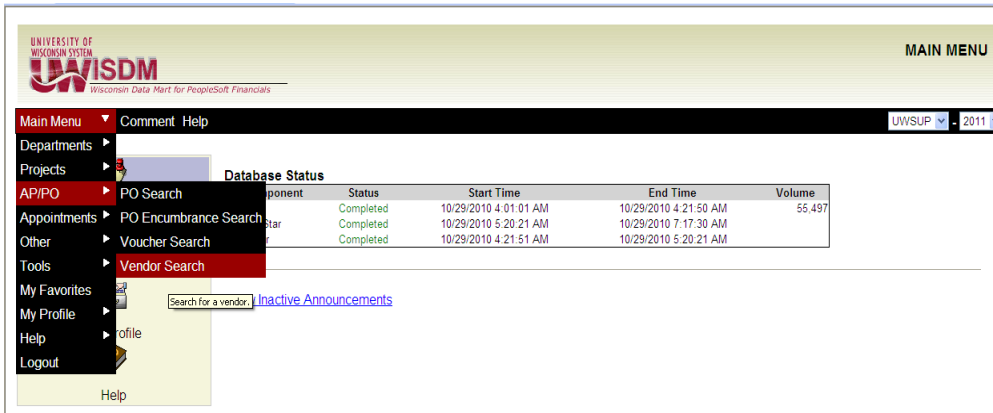 UNIVERSITY OF
WISCONSIN SYSTEM
UWISDM
Wisconsin Data Mart for PeopleSoft Financials
MAIN MENU
Main Menu Comment Help UWSUP - 2011
Departments
Projects
AP/PO
Appointments
Other
Tools
My Favorites
My Profile
Help
Logout
PO Search
PO Encumbrance Search
Voucher Search
Vendor Search
Search for a vendor.
Database Status
ponent Status Start Time End Time Volume
Completed 10/29/2010 4:01:01 AM 10/29/2010 4:21:50 AM 55,497
Star Completed 10/29/2010 5:20:21 AM 10/29/2010 7:17:30 AM
r Completed 10/29/2010 4:21:51 AM 10/29/2010 5:20:21 AM
Inactive Announcements
rofile
Help